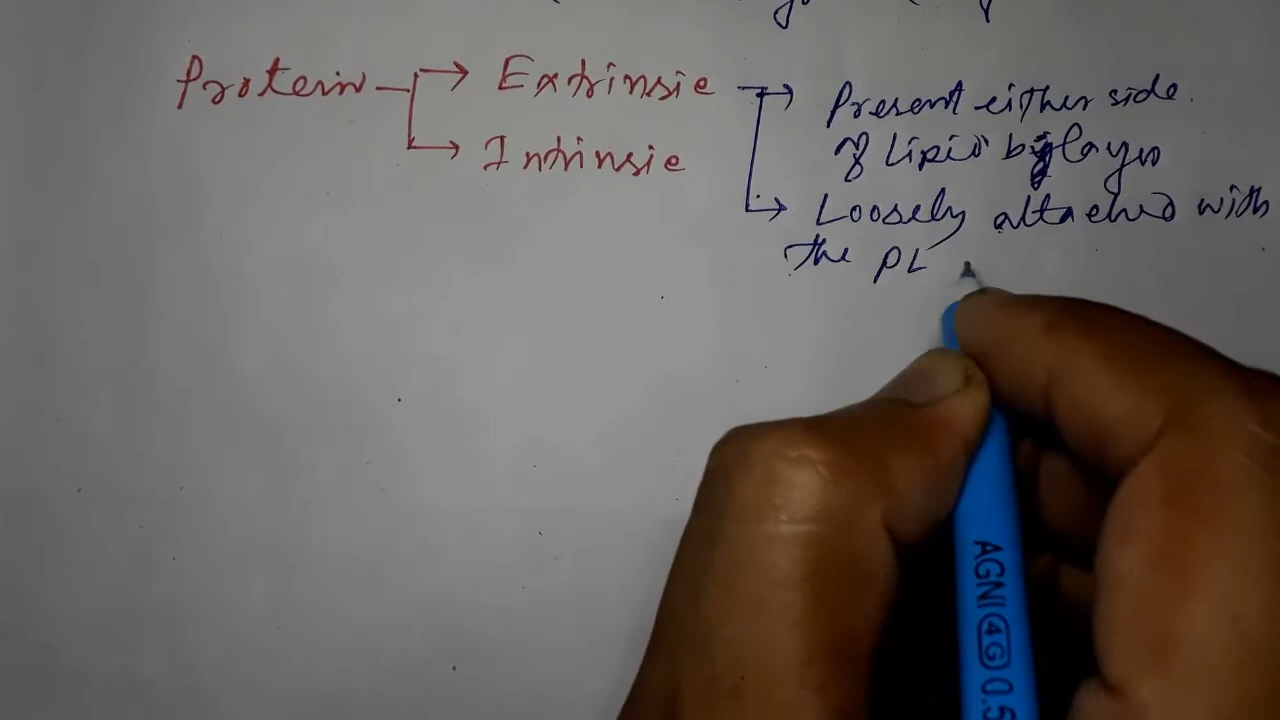 Protein → Extrinsic → Present either side
of Lipid bilayer
→ Intrinsic → Loosely attached with
the PL
AGNI 4G 0.5